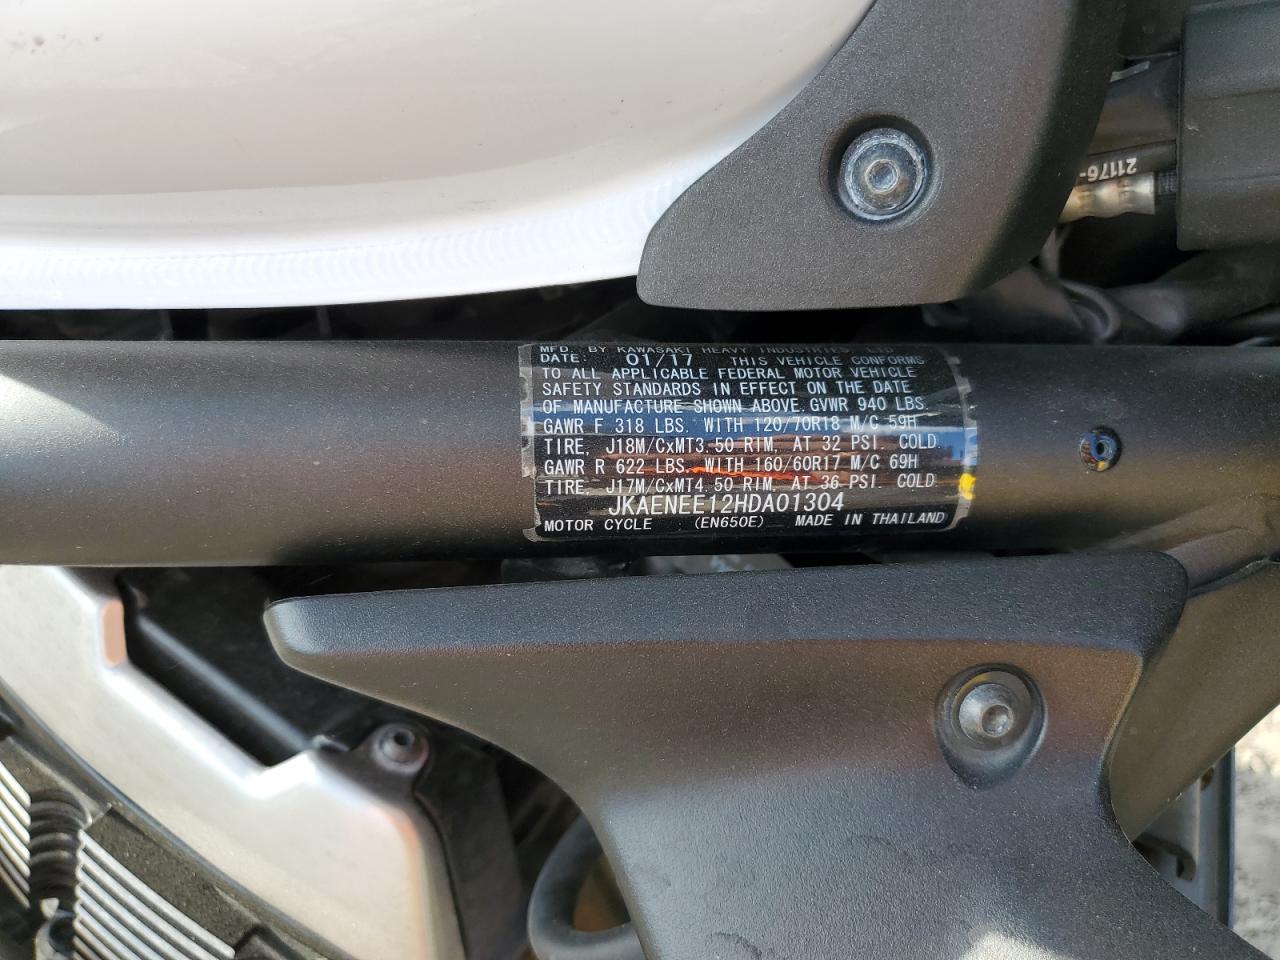 MFD. BY KAWASAKI HEAVY INDUSTRIES, LTD
DATE: 01/17 THIS VEHICLE CONFORMS
TO ALL APPLICABLE FEDERAL MOTOR VEHICLE
SAFETY STANDARDS IN EFFECT ON THE DATE
OF MANUFACTURE SHOWN ABOVE. GVWR 940 LBS.
GAWR F 318 LBS. WITH 120/70R18 M/C 59H
TIRE, J18M/CxMT3.50 RIM, AT 32 PSI. COLD
GAWR R 622 LBS. WITH 160/60R17 M/C 69H
TIRE, J17M/CxMT4.50 RIM, AT 36 PSI. COLD
JKAENEE12HDA01304
MOTOR CYCLE (EN650E) MADE IN THAILAND
21176-